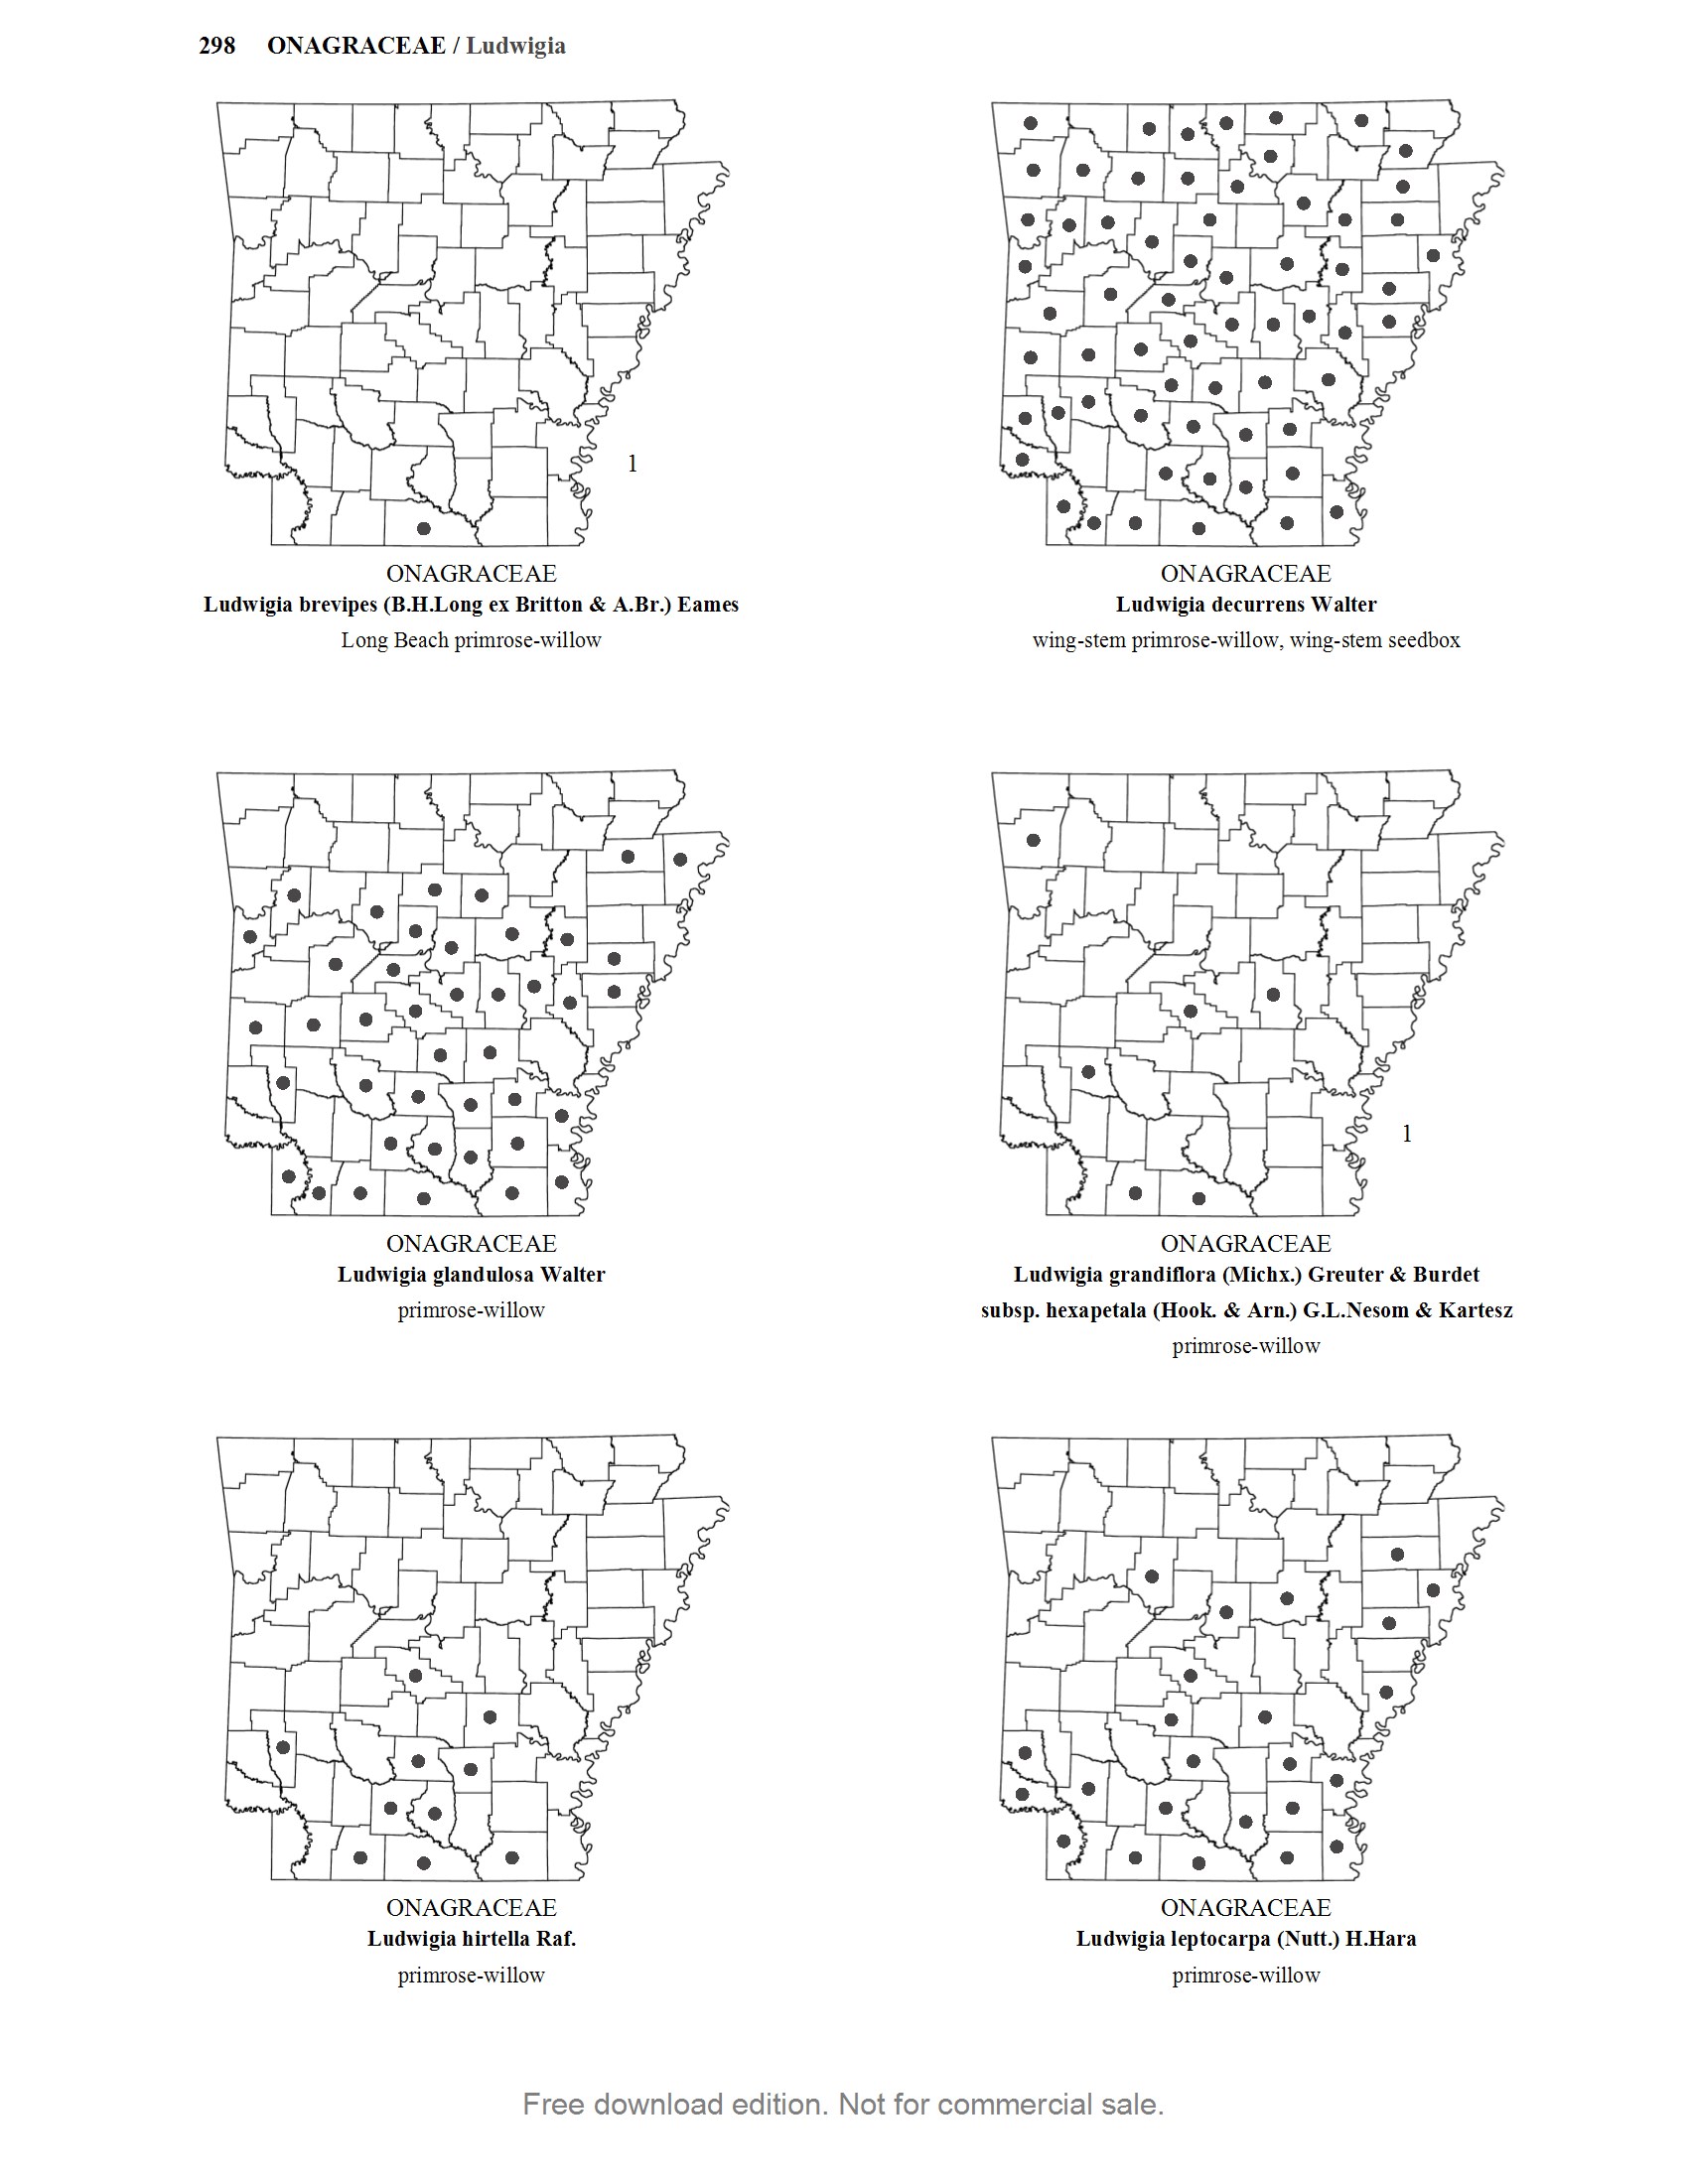 298 ONAGRACEAE / Ludwigia
1
ONAGRACEAE
Ludwigia brevipes (B.H.Long ex Britton & A.Br.) Eames
Long Beach primrose-willow
ONAGRACEAE
Ludwigia decurrens Walter
wing-stem primrose-willow, wing-stem seedbox
ONAGRACEAE
Ludwigia glandulosa Walter
primrose-willow
1
ONAGRACEAE
Ludwigia grandiflora (Michx.) Greuter & Burdet
subsp. hexapetala (Hook. & Arn.) G.L.Nesom & Kartesz
primrose-willow
ONAGRACEAE
Ludwigia hirtella Raf.
primrose-willow
ONAGRACEAE
Ludwigia leptocarpa (Nutt.) H.Hara
primrose-willow
Free download edition. Not for commercial sale.